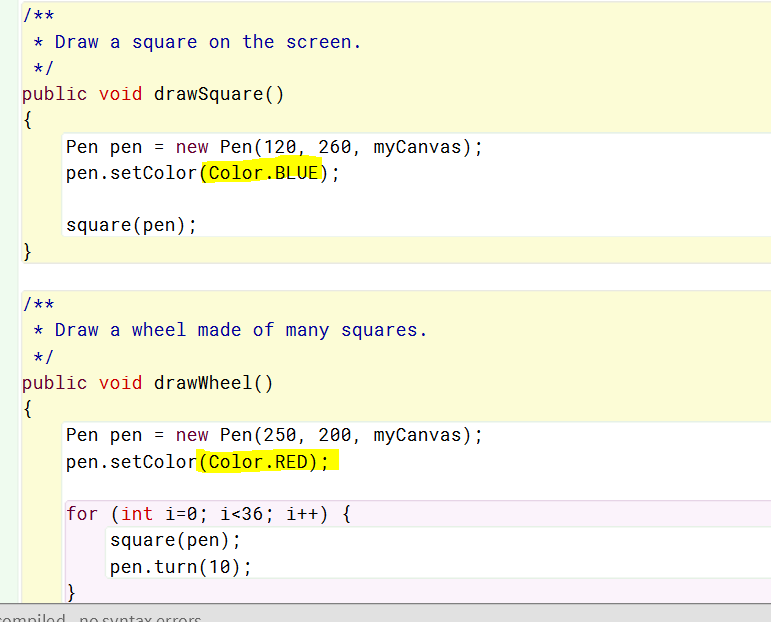 /**
 * Draw a square on the screen.
 */
public void drawSquare()
{
    Pen pen = new Pen(120, 260, myCanvas);
    pen.setColor(Color.BLUE);

    square(pen);
}

/**
 * Draw a wheel made of many squares.
 */
public void drawWheel()
{
    Pen pen = new Pen(250, 200, myCanvas);
    pen.setColor(Color.RED);

    for (int i=0; i<36; i++) {
        square(pen);
        pen.turn(10);
    }
compiled - no syntax errors